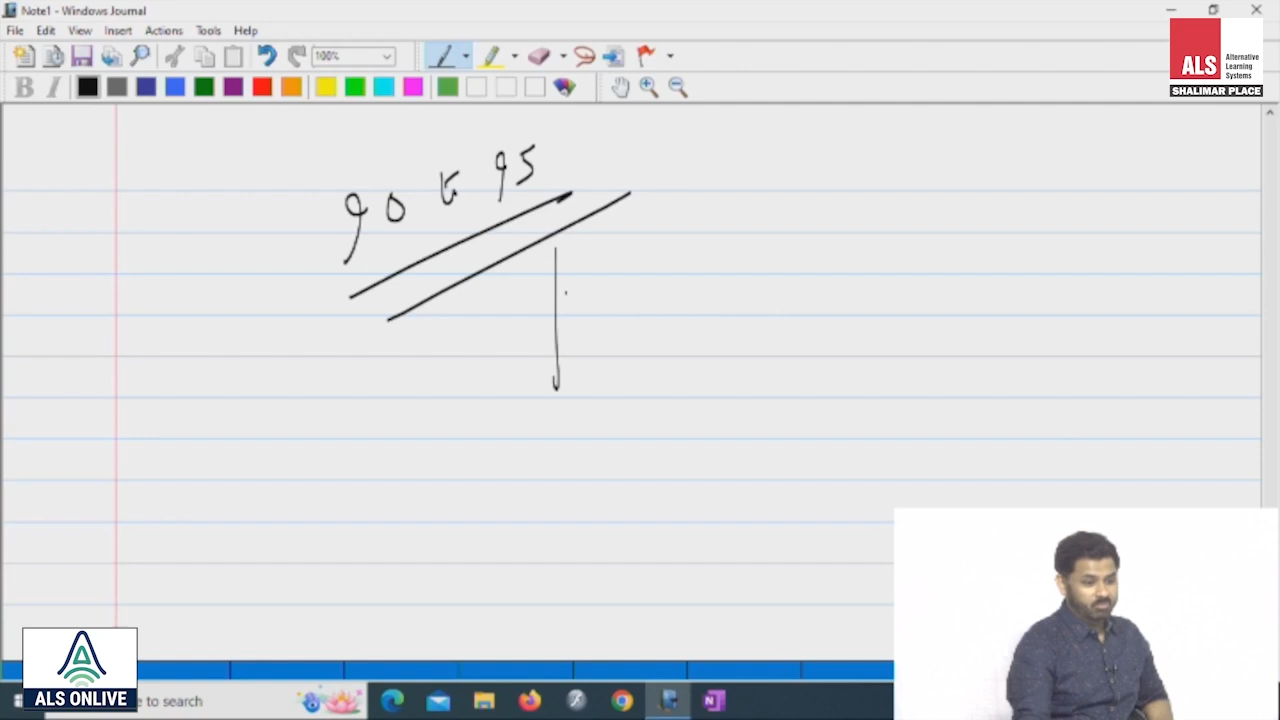 Note1 - Windows Journal
File Edit View Insert Actions Tools Help
100%
B I
ALS
Alternative
Learning
Systems
SHALIMAR PLACE
90 to 95
ALS ONLIVE
e to search
N